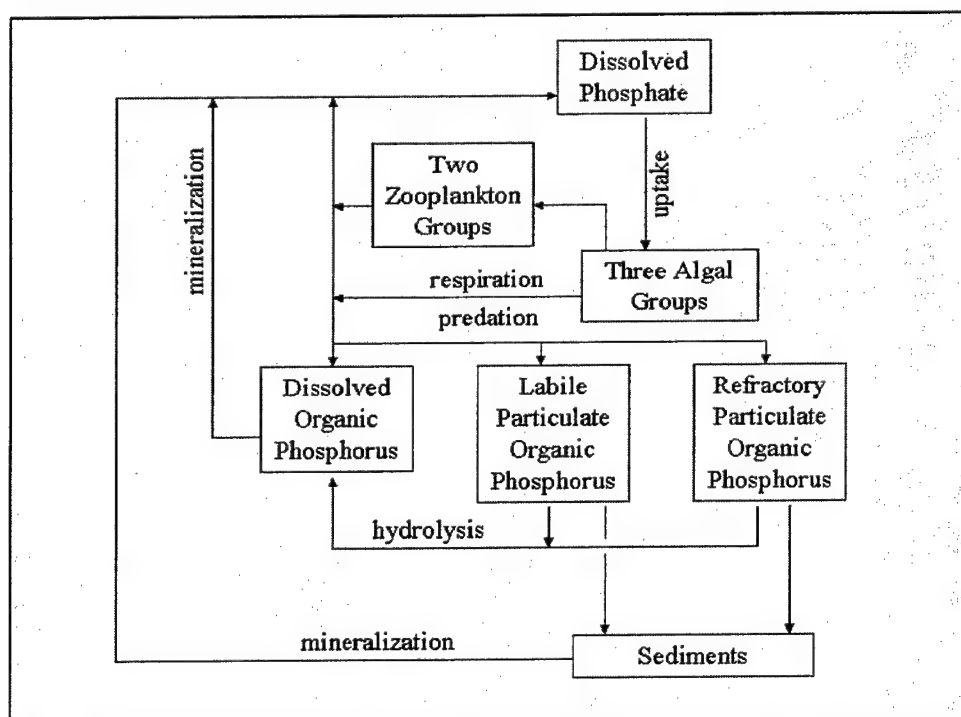 Dissolved
Phosphate
mineralization
Two
Zooplankton
Groups
uptake
Three Algal
Groups
respiration
predation
Dissolved
Organic
Phosphorus
Labile
Particulate
Organic
Phosphorus
Refractory
Particulate
Organic
Phosphorus
hydrolysis
mineralization
Sediments